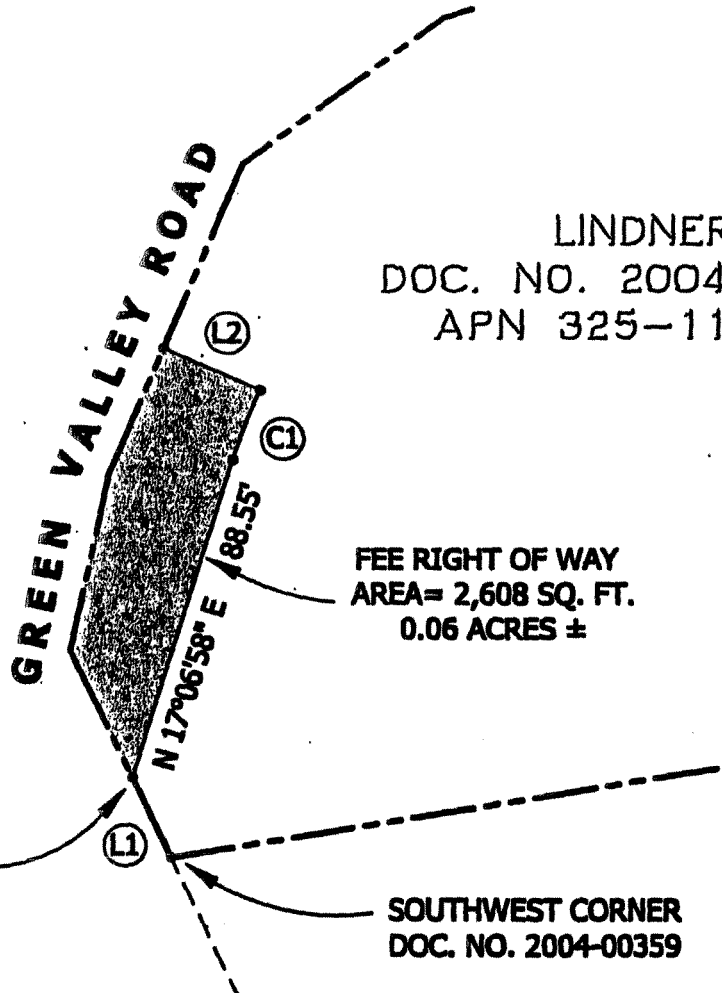 GREEN VALLEY ROAD
LINDNER
DOC. NO. 2004
APN 325-11
L2
C1
88.55'
N 17°06'58" E
FEE RIGHT OF WAY
AREA= 2,608 SQ. FT.
0.06 ACRES ±
L1
SOUTHWEST CORNER
DOC. NO. 2004-00359